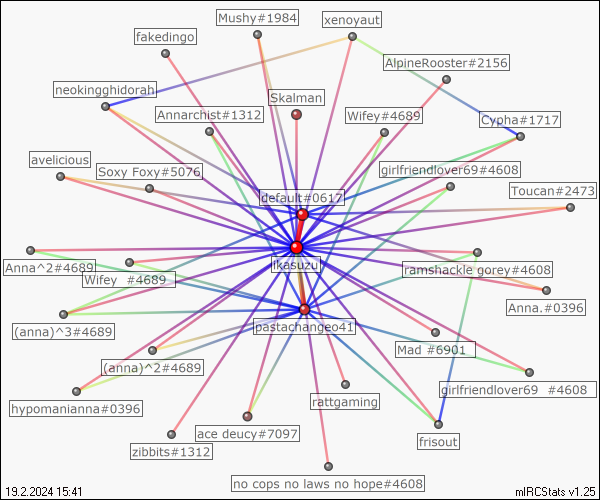 Mushy#1984
xenoyaut
fakedingo
AlpineRooster#2156
neokingghidorah
Skalman
Annarchist#1312
Wifey#4689
Cypha#1717
avelicious
Soxy Foxy#5076
girlfriendlover69#4608
default#0617
Toucan#2473
ikasuzu
Anna^2#4689
Wifey_#4689
ramshackle gorey#4608
Anna.#0396
(anna)^3#4689
pastachangeo41
Mad #6901
(anna)^2#4689
girlfriendlover69 #4608
hypomanianna#0396
rattgaming
ace deucy#7097
frisout
zibbits#1312
no cops no laws no hope#4608
19.2.2024 15:41
mIRCStats v1.25